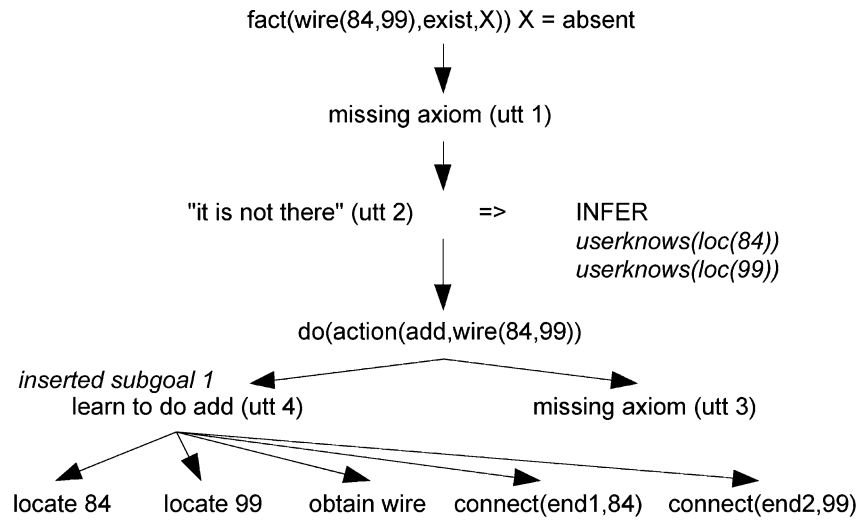 fact(wire(84,99),exist,X)) X = absent
missing axiom (utt 1)
"it is not there" (utt 2) => INFER
userknows(loc(84))
userknows(loc(99))
do(action(add,wire(84,99))
inserted subgoal 1
learn to do add (utt 4) missing axiom (utt 3)
locate 84 locate 99 obtain wire connect(end1,84) connect(end2,99)